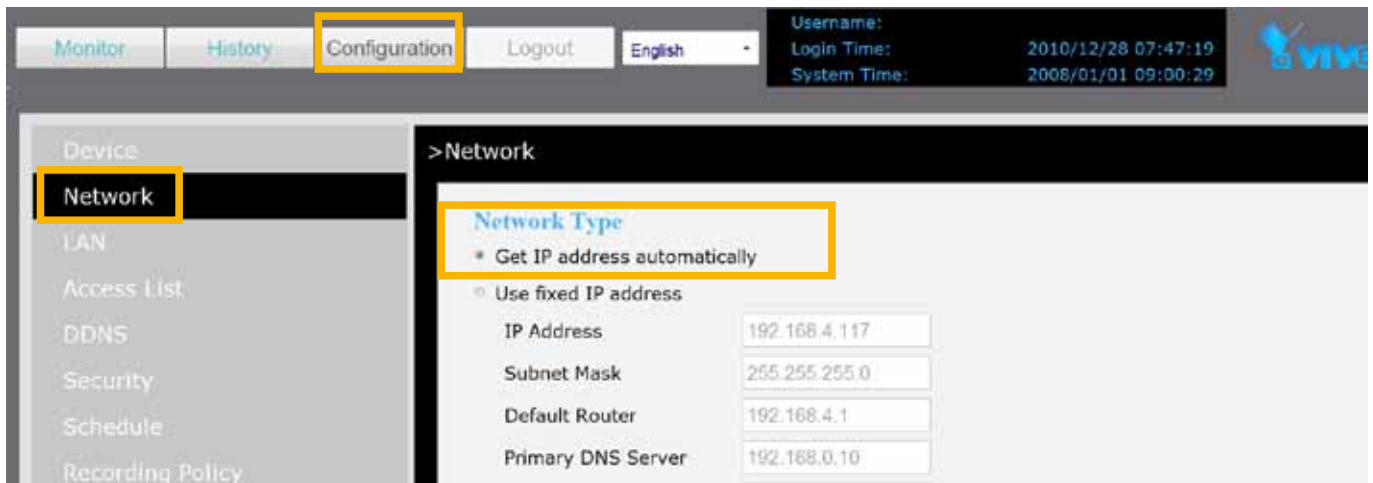 Username:
Monitor History Configuration Logout English Login Time: 2010/12/28 07:47:19
System Time: 2008/01/01 09:00:29
Device
Network
LAN
Access List
DDNS
Security
Schedule
Recording Policy
>Network
Network Type
Get IP address automatically
Use fixed IP address
IP Address 192.168.4.117
Subnet Mask 255.255.255.0
Default Router 192.168.4.1
Primary DNS Server 192.168.0.10